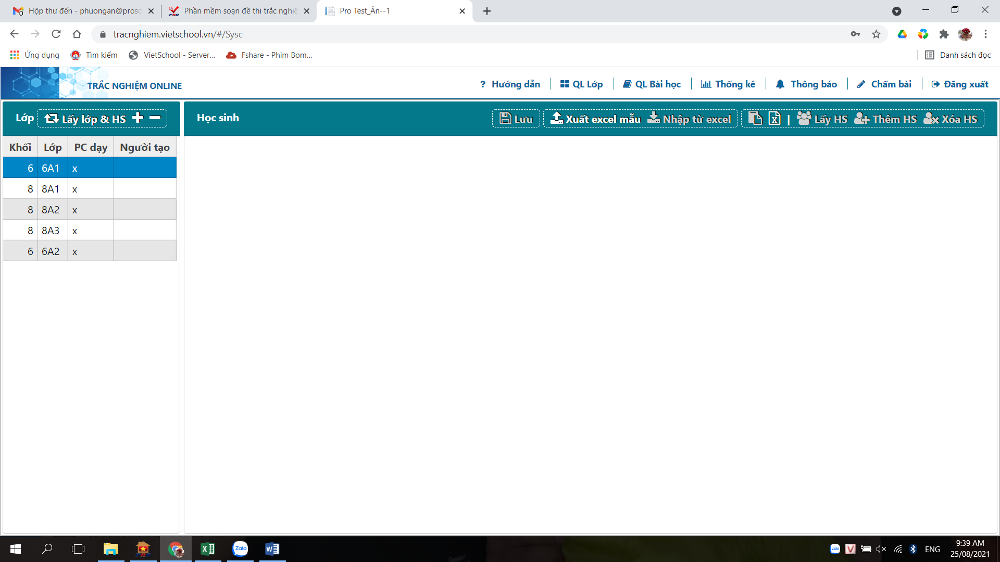 Hộp thư đến - phuongan@proso
Phần mềm soạn đề thi trắc nghiệ
Pro Test_Ân--1
tracnghiem.vietschool.vn/#/Sysc
Ứng dụng
Tìm kiếm
VietSchool - Server...
Fshare - Phim Bom...
Danh sách đọc
TRẮC NGHIỆM ONLINE
? Hướng dẫn
QL Lớp
QL Bài học
Thống kê
Thông báo
Chấm bài
Đăng xuất
Lớp Lấy lớp & HS
Học sinh
Lưu
Xuất excel mẫu Nhập từ excel
| Lấy HS Thêm HS Xóa HS
Khối Lớp PC dạy Người tạo
6 6A1 x
8 8A1 x
8 8A2 x
8 8A3 x
6 6A2 x
Zalo
ENG
9:39 AM
25/08/2021